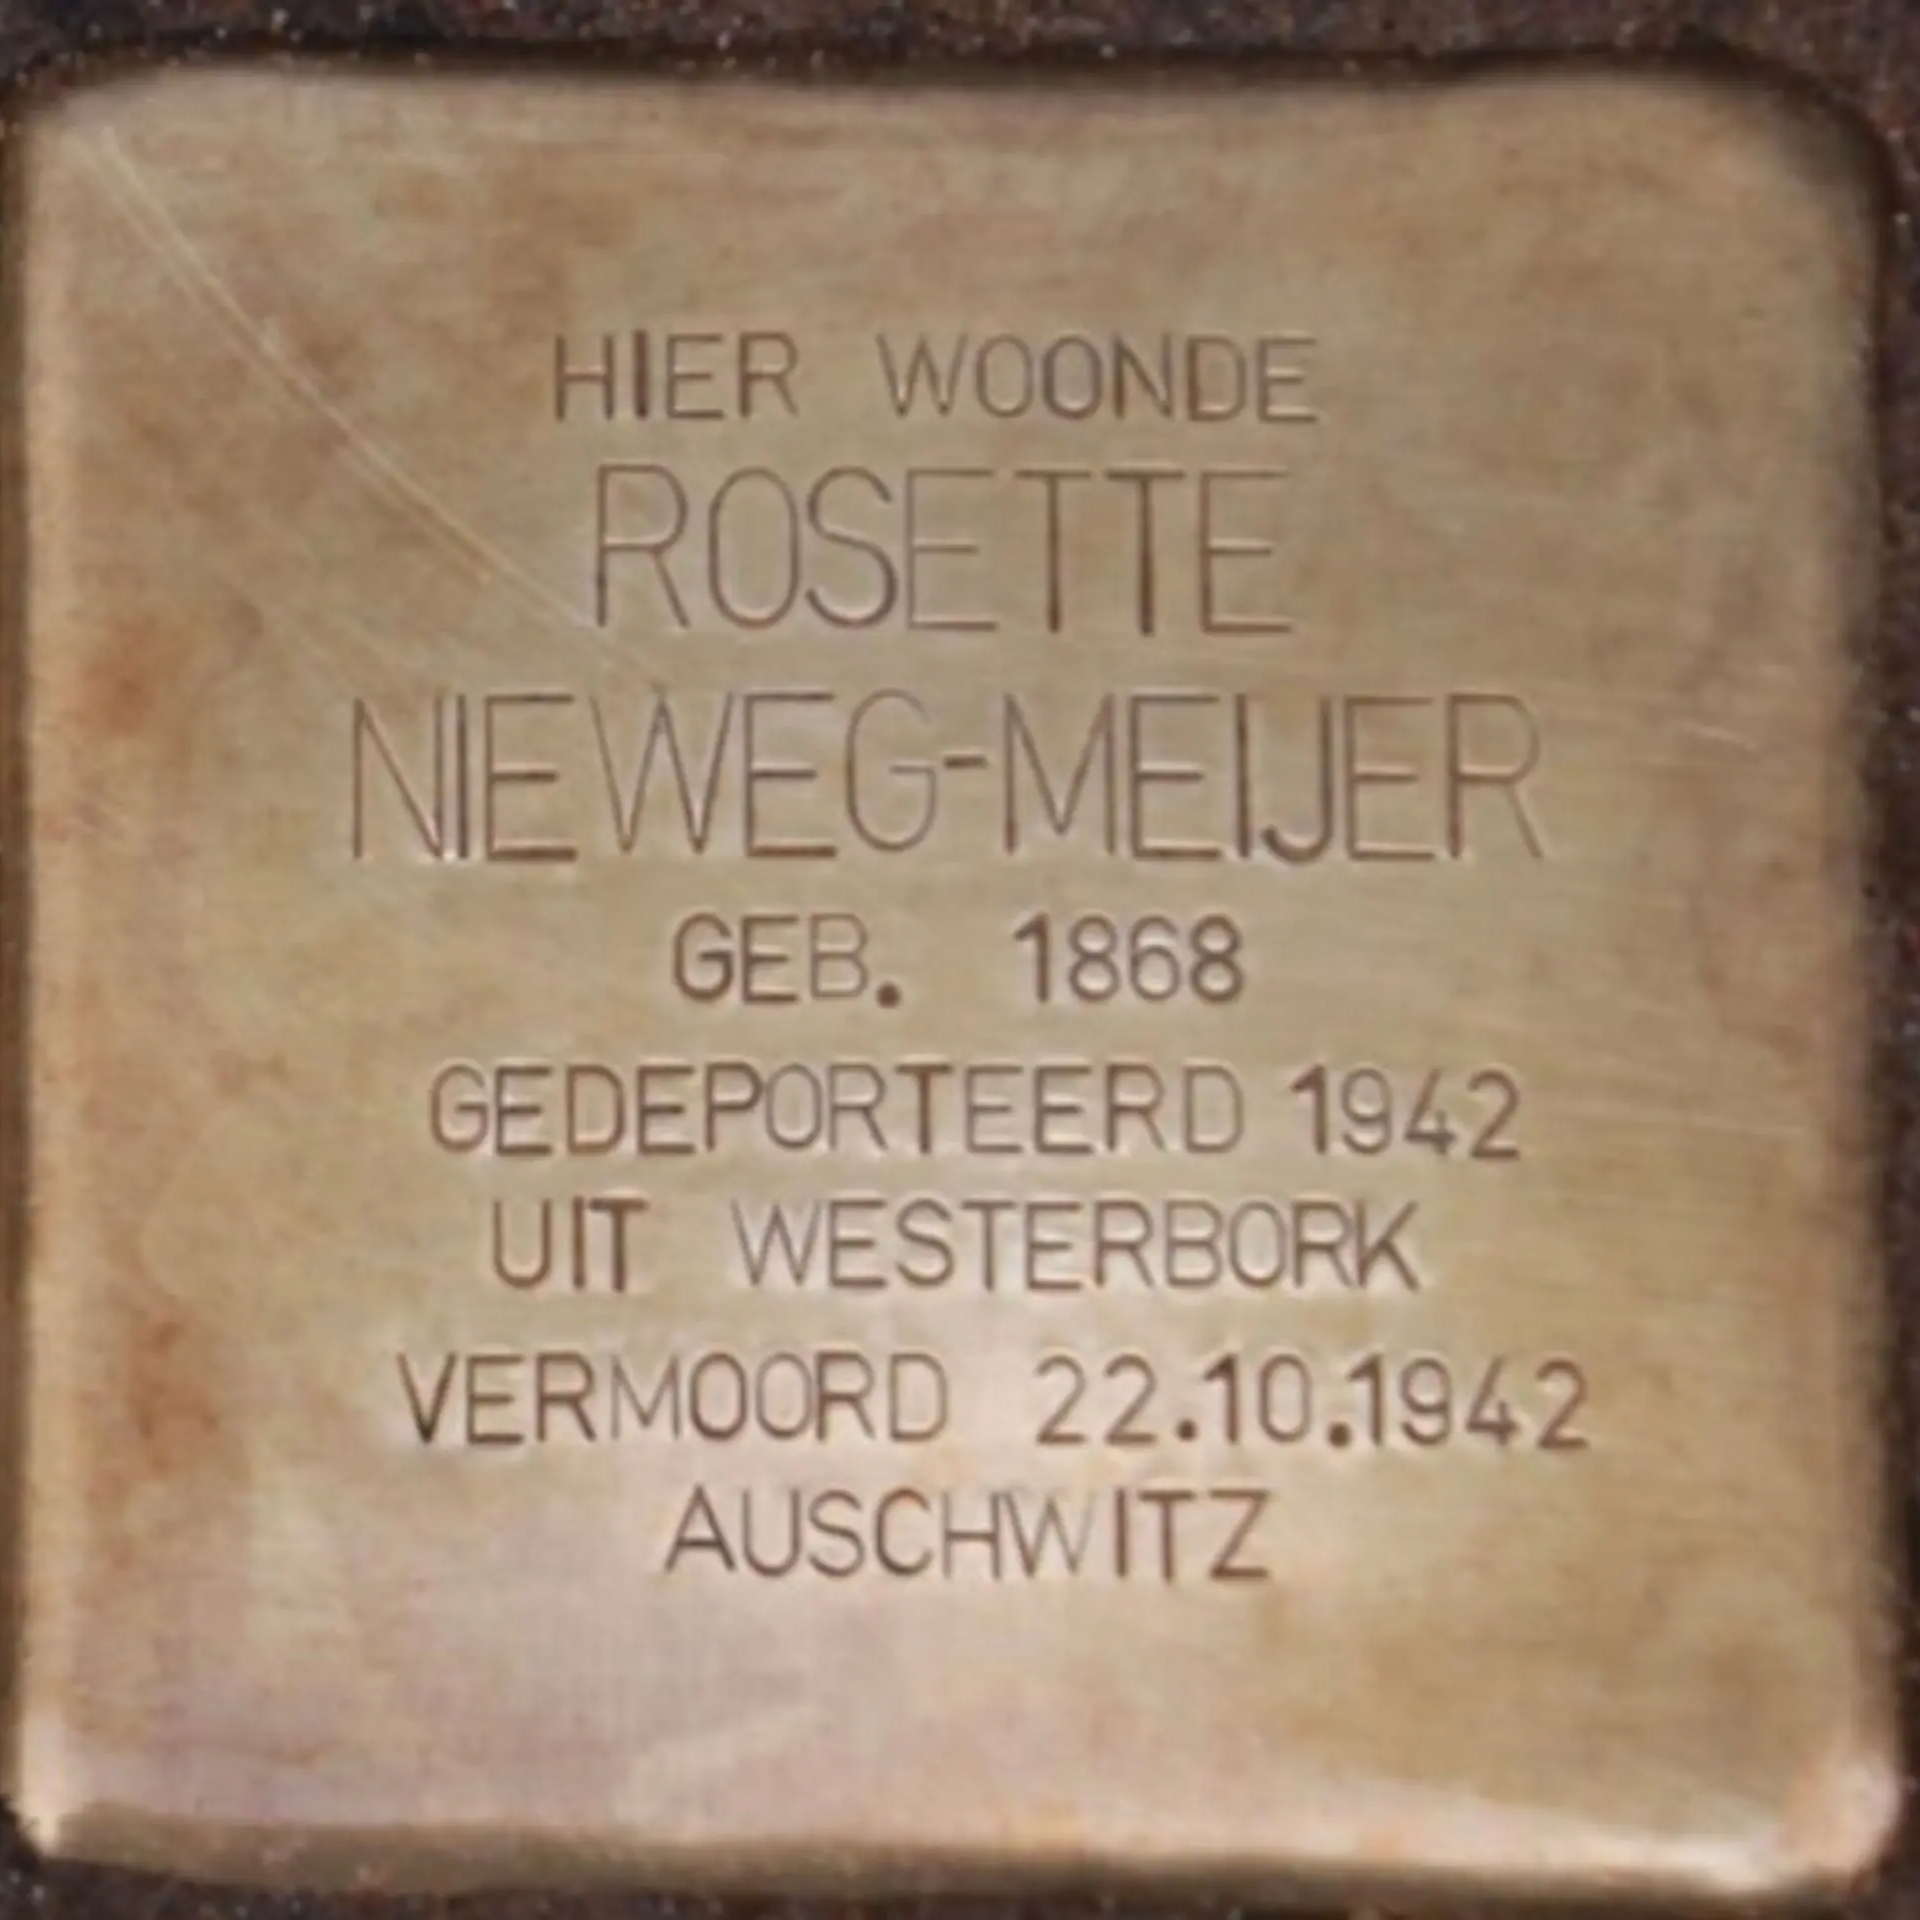 HIER WOONDE
ROSETTE
NIEWEG-MEIJER
GEB. 1868
GEDEPORTEERD 1942
UIT WESTERBORK
VERMOORD 22.10.1942
AUSCHWITZ